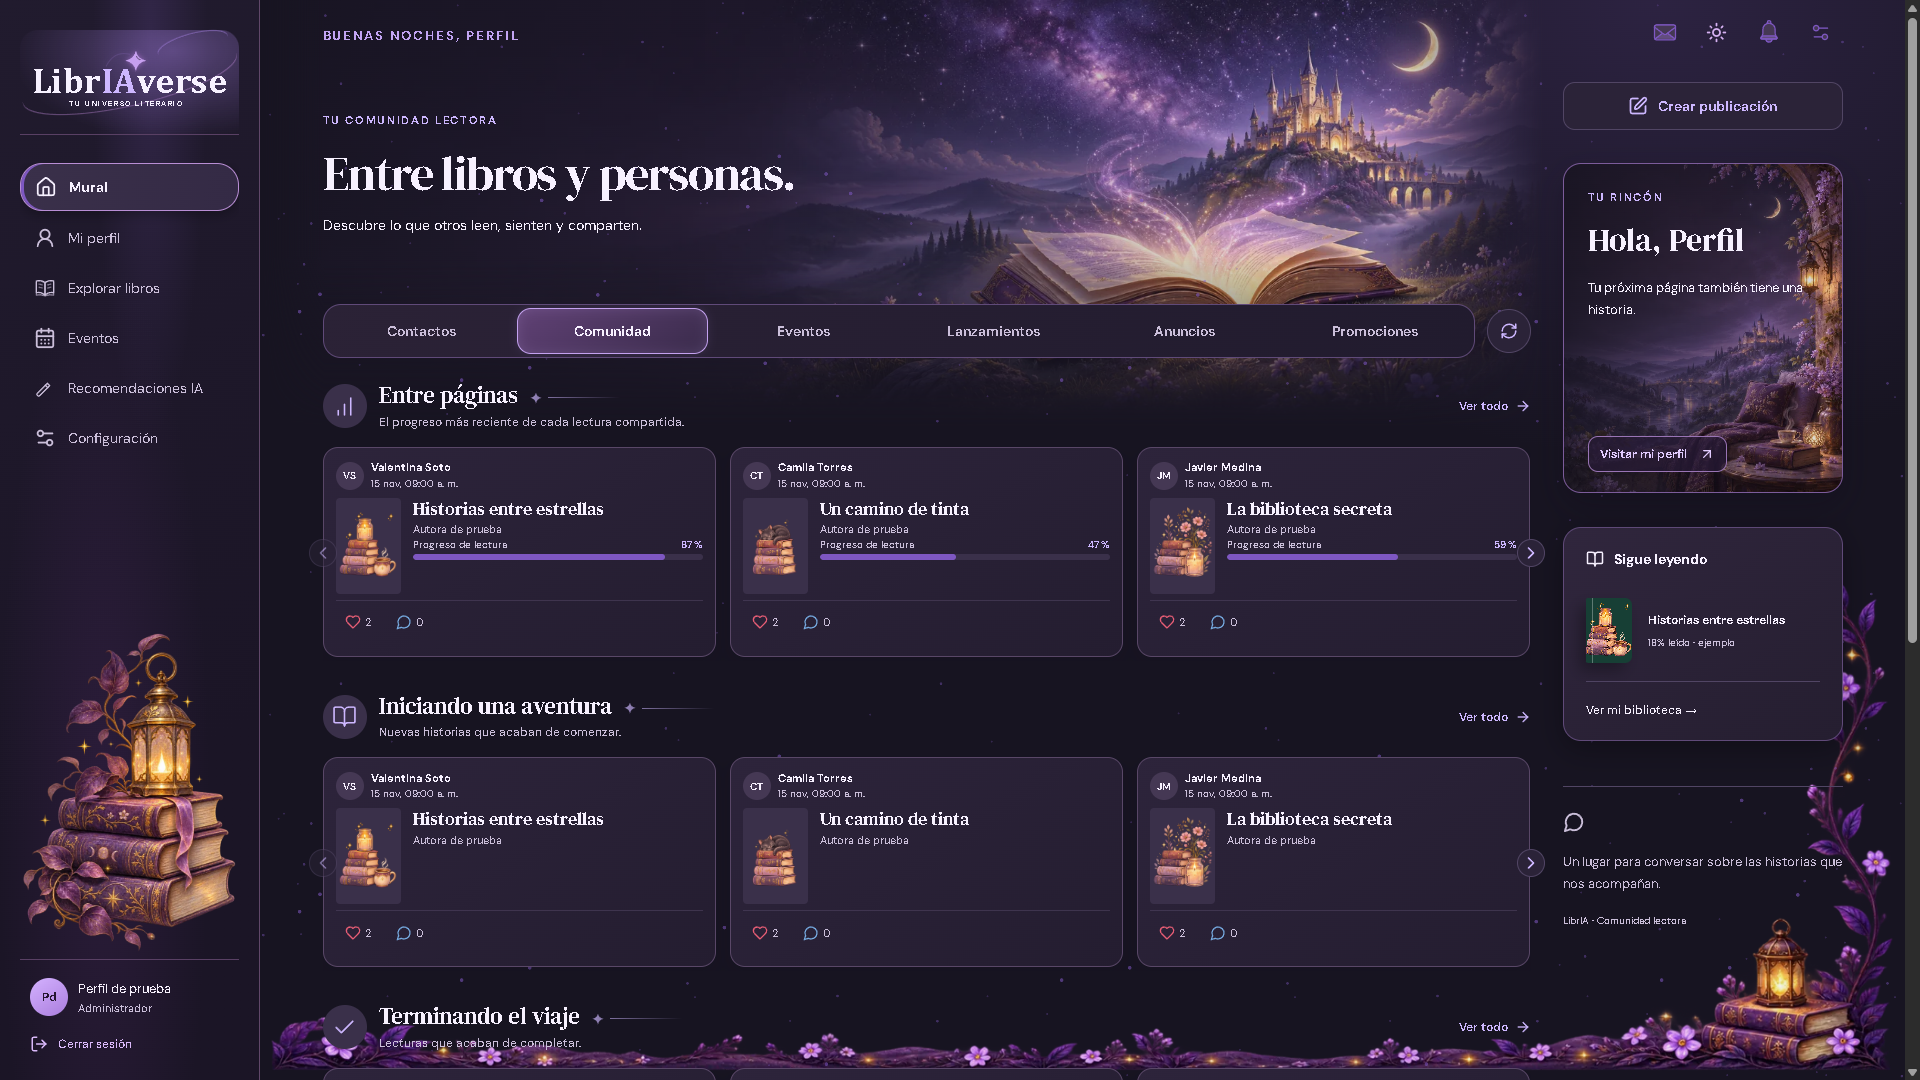 LibrIAverse
TU UNIVERSO LITERARIO
Mural
Mi perfil
Explorar libros
Eventos
Recomendaciones IA
Configuración
Pd
Perfil de prueba
Administrador
Cerrar sesión
BUENAS NOCHES, PERFIL
TU COMUNIDAD LECTORA
Entre libros y personas.
Descubre lo que otros leen, sienten y comparten.
Contactos
Comunidad
Eventos
Lanzamientos
Anuncios
Promociones
Entre páginas
El progreso más reciente de cada lectura compartida.
Ver todo
VS
Valentina Soto
15 nov, 09:00 a. m.
Historias entre estrellas
Autora de prueba
Progreso de lectura
87%
2
0
CT
Camila Torres
15 nov, 09:00 a. m.
Un camino de tinta
Autora de prueba
Progreso de lectura
47%
2
0
JM
Javier Medina
15 nov, 09:00 a. m.
La biblioteca secreta
Autora de prueba
Progreso de lectura
59%
2
0
Iniciando una aventura
Nuevas historias que acaban de comenzar.
Ver todo
VS
Valentina Soto
15 nov, 09:00 a. m.
Historias entre estrellas
Autora de prueba
2
0
CT
Camila Torres
15 nov, 09:00 a. m.
Un camino de tinta
Autora de prueba
2
0
JM
Javier Medina
15 nov, 09:00 a. m.
La biblioteca secreta
Autora de prueba
2
0
Terminando el viaje
Lecturas que acaban de completar.
Ver todo
Crear publicación
TU RINCÓN
Hola, Perfil
Tu próxima página también tiene una
historia.
Visitar mi perfil
Sigue leyendo
Historias entre estrellas
18% leído · ejemplo
Ver mi biblioteca →
Un lugar para conversar sobre las historias que
nos acompañan.
LibrIA · Comunidad lectora